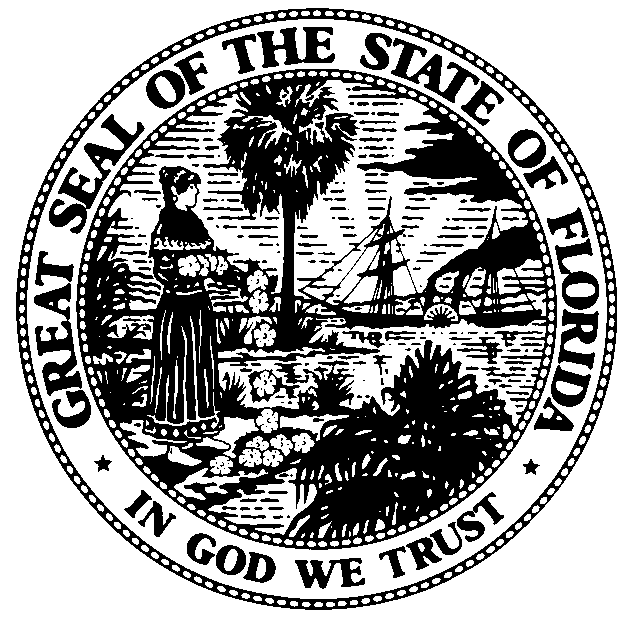 GREAT SEAL OF THE STATE OF FLORIDA
IN GOD WE TRUST